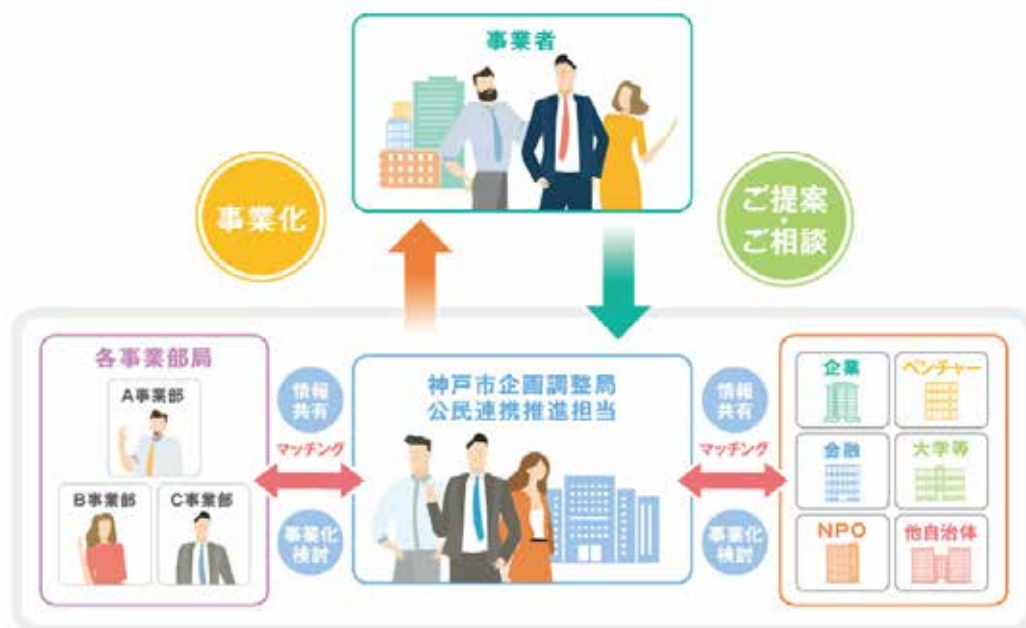 事業者
事業化
ご提案
・
ご相談
各事業部局
A事業部
B事業部
C事業部
情報
共有
マッチング
事業化
検討
神戸市企画調整局
公民連携推進担当
情報
共有
マッチング
事業化
検討
企業
ベンチャー
金融
大学等
NPO
他自治体